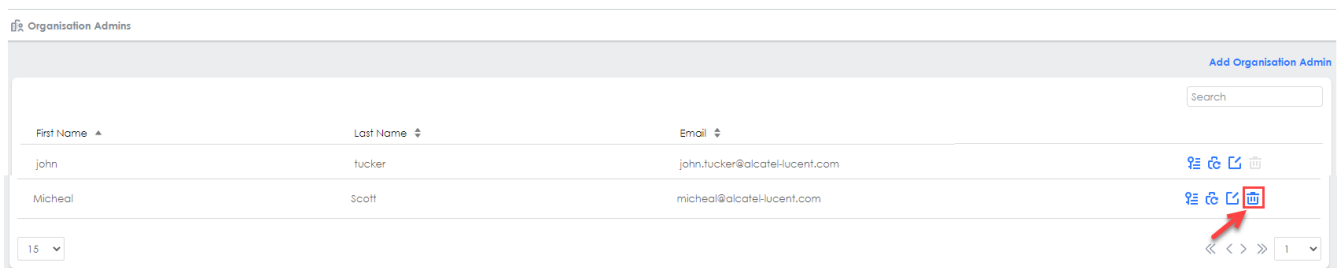 Organisation Admins
Add Organisation Admin
Search
First Name Last Name Email
john tucker john.tucker@alcatel-lucent.com
Micheal Scott micheal@alcatel-lucent.com
15 1